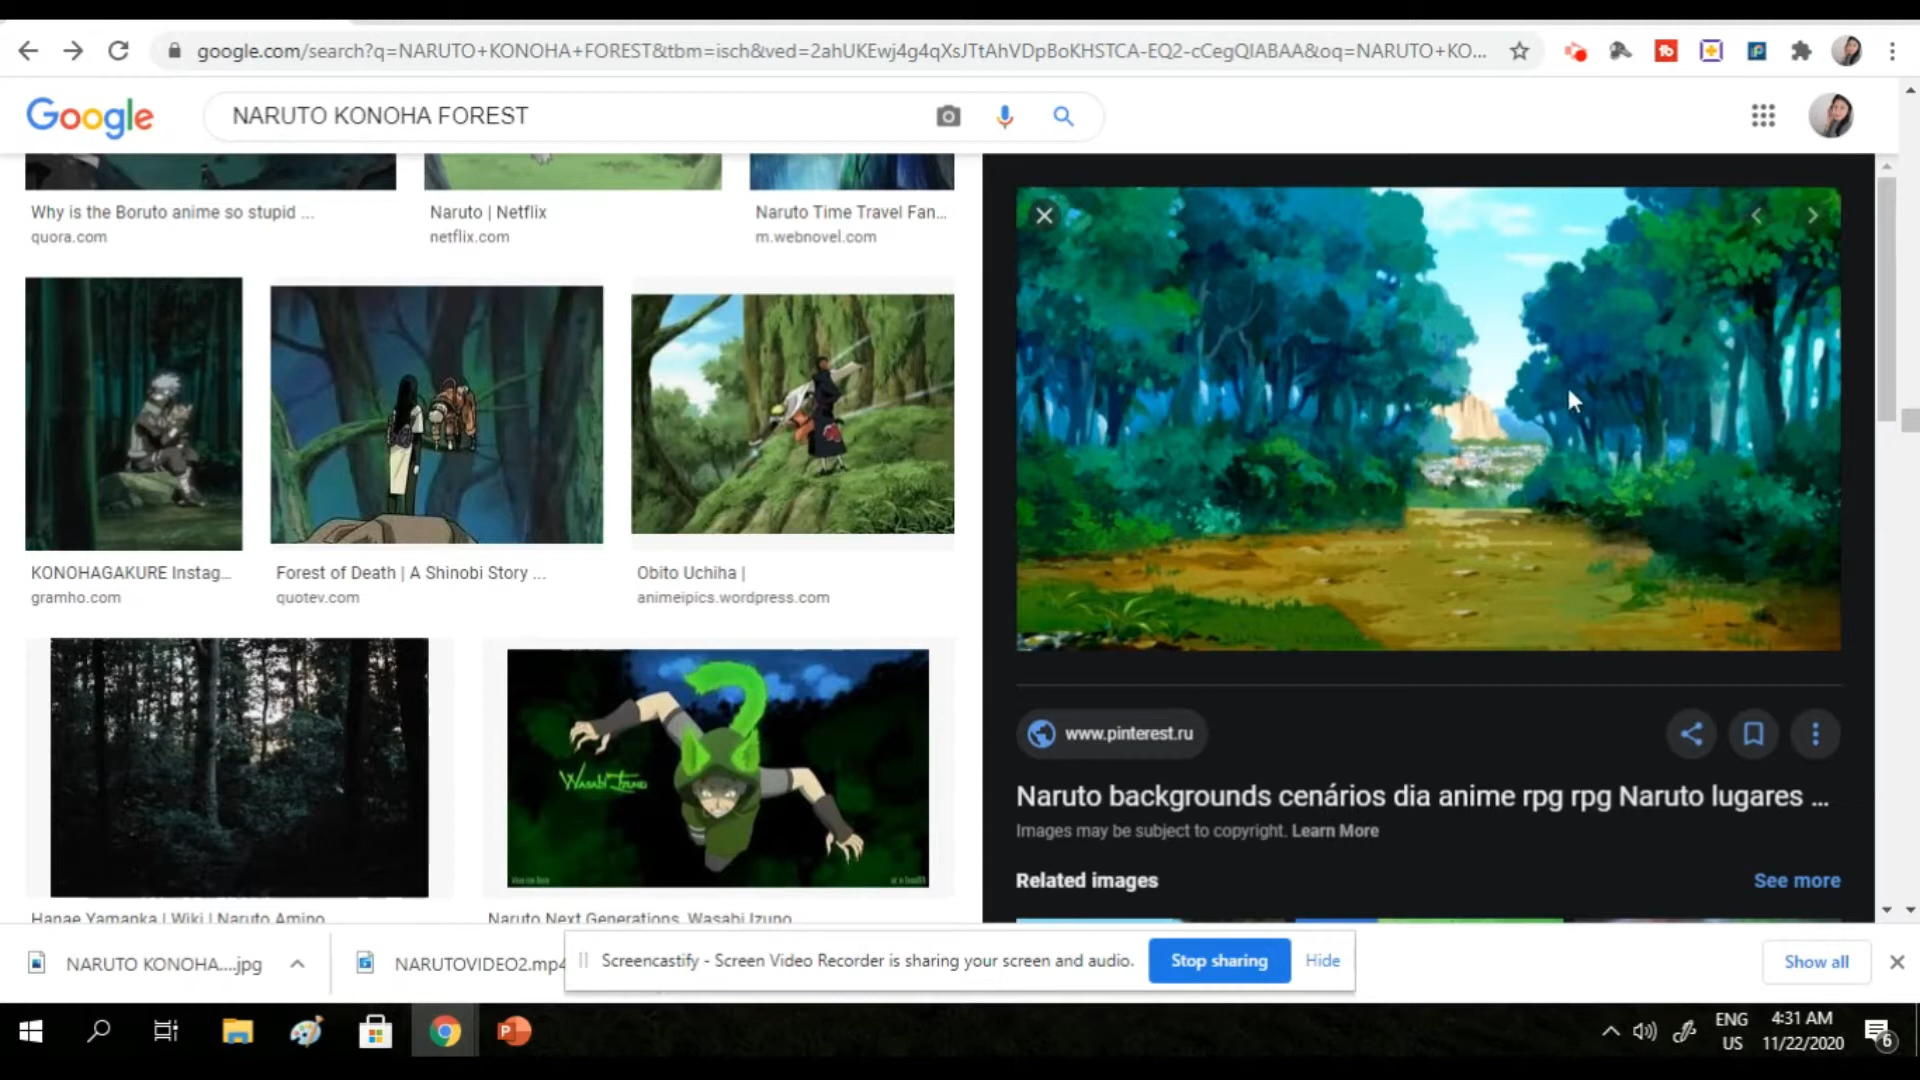 google.com/search?q=NARUTO+KONOHA+FOREST&tbm=isch&ved=2ahUKEwj4g4qXsJTtAhVDpBoKHSTCA-EQ2-cCegQIABAA&oq=NARUTO+KO...
Google
NARUTO KONOHA FOREST
Why is the Boruto anime so stupid ...
quora.com
Naruto | Netflix
netflix.com
Naruto Time Travel Fan...
m.webnovel.com
KONOHAGAKURE Instag...
gramho.com
Forest of Death | A Shinobi Story ...
quotev.com
Obito Uchiha |
animeipics.wordpress.com
Wasabi Izuno
Hanae Yamanka | Wiki | Naruto Amino
Naruto Next Generations, Wasabi Izuno
www.pinterest.ru
Naruto backgrounds cenários dia anime rpg rpg Naruto lugares ...
Images may be subject to copyright. Learn More
Related images
See more
NARUTO KONOHA....jpg
NARUTOVIDEO2.mp4
Screencastify - Screen Video Recorder is sharing your screen and audio.
Stop sharing
Hide
Show all
ENG
US
4:31 AM
11/22/2020
6